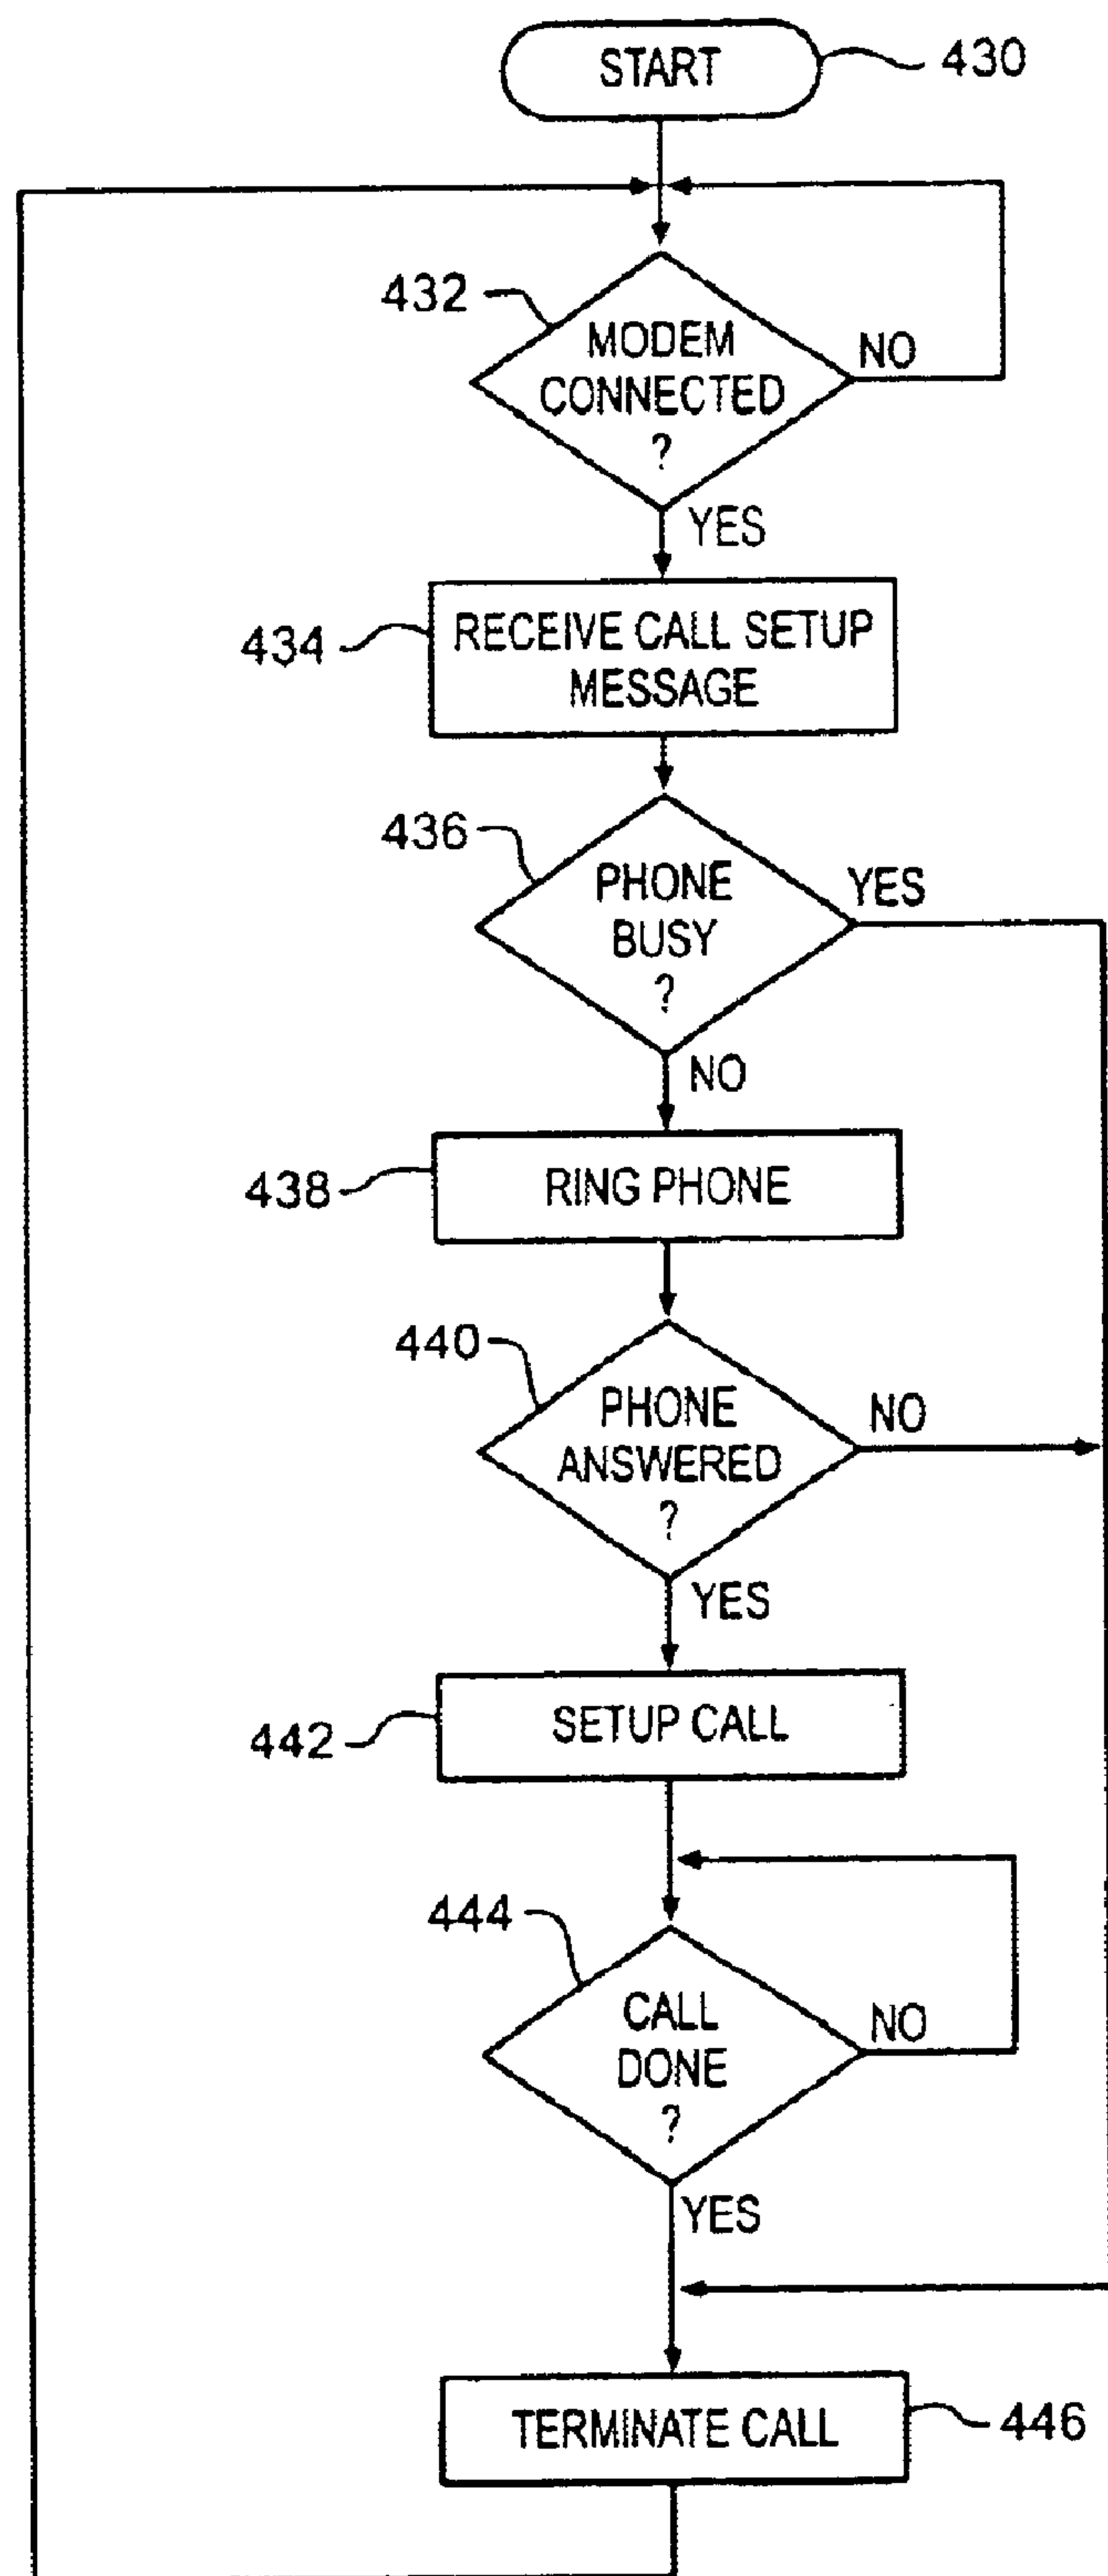 START
430
432
MODEM
CONNECTED
?
NO
YES
434
RECEIVE CALL SETUP
MESSAGE
436
PHONE
BUSY
?
YES
NO
438
RING PHONE
440
PHONE
ANSWERED
?
NO
YES
442
SETUP CALL
444
CALL
DONE
?
NO
YES
TERMINATE CALL
446